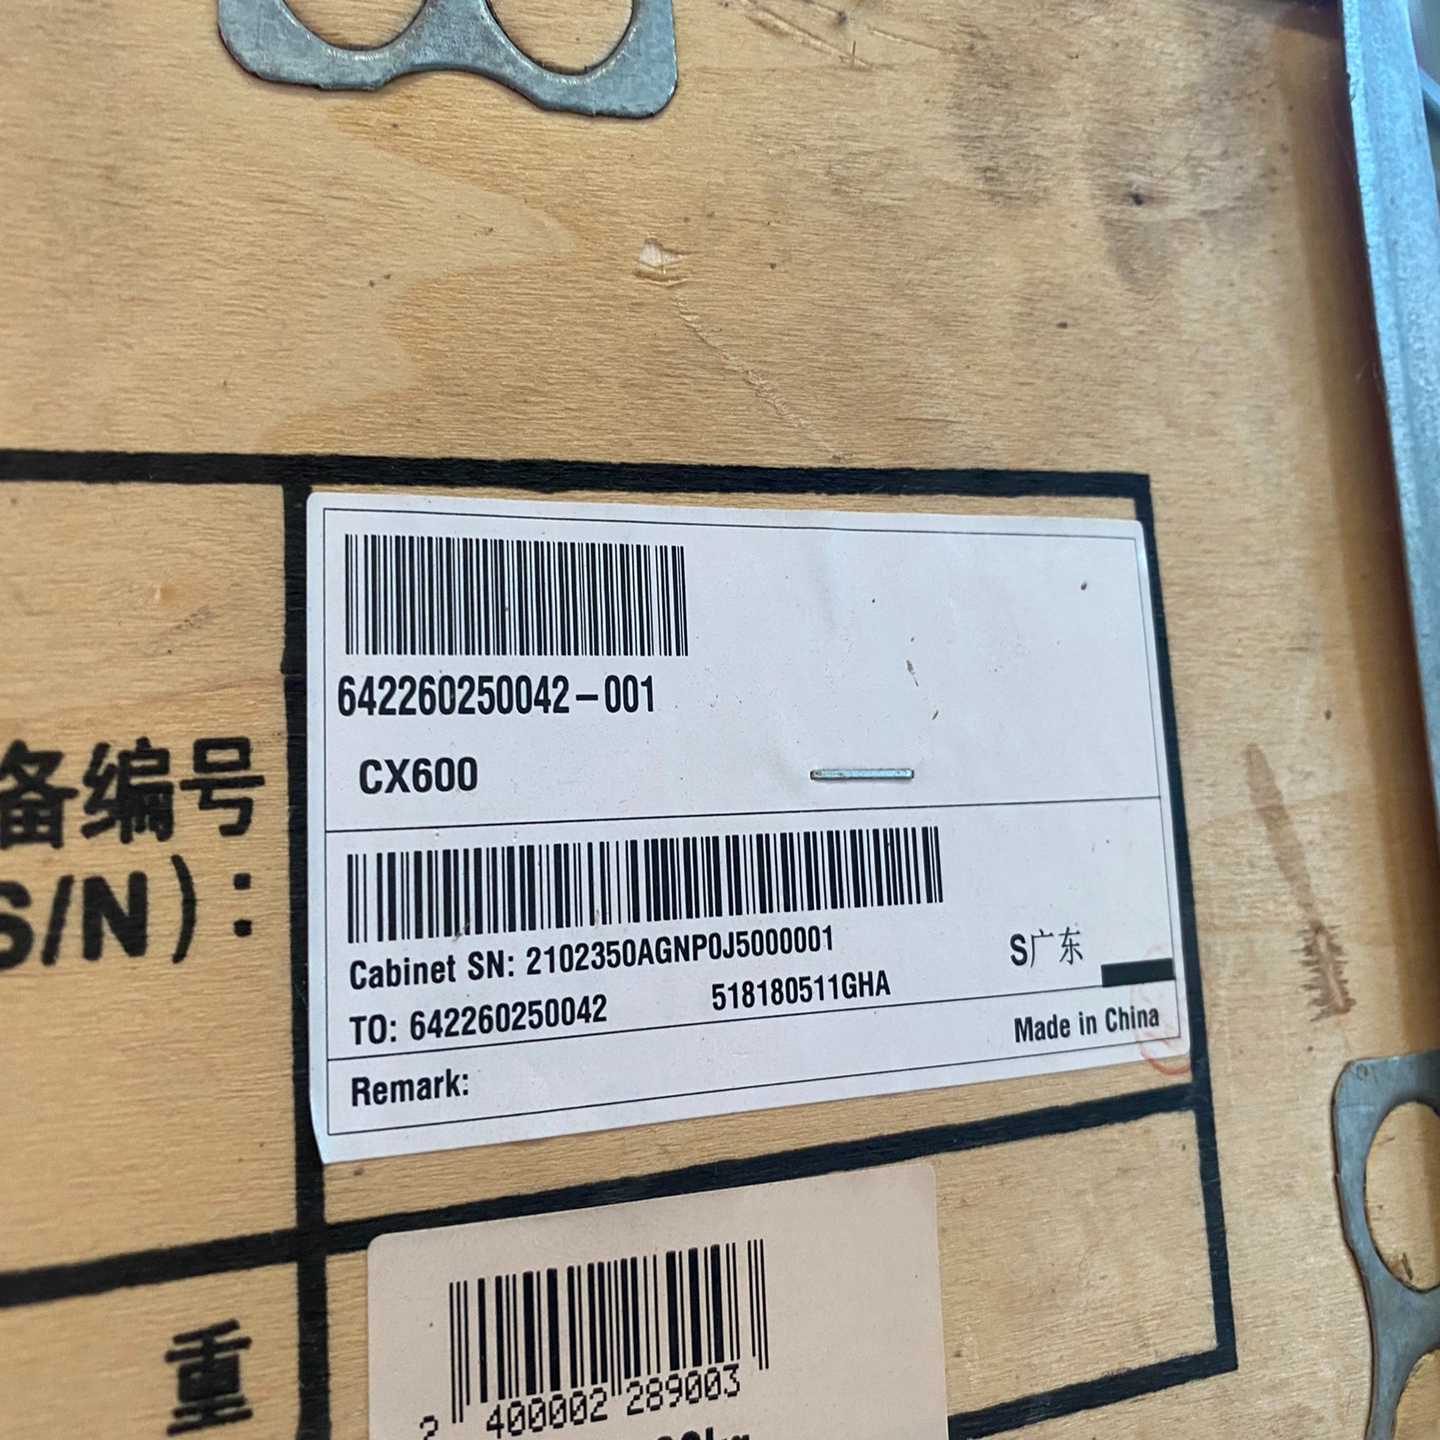 642260250042-001
CX600
备编号
S/N):
Cabinet SN: 2102350AGNP0J5000001
TO: 642260250042 518180511GHA
S广东
Made in China
Remark:
重
2 400002 289003